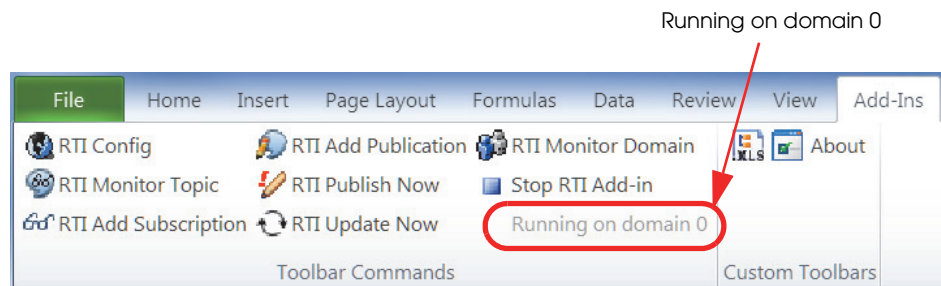 Running on domain 0
File Home Insert Page Layout Formulas Data Review View Add-Ins
RTI Config RTI Add Publication RTI Monitor Domain XLS About
RTI Monitor Topic RTI Publish Now Stop RTI Add-in
RTI Add Subscription RTI Update Now Running on domain 0
Toolbar Commands Custom Toolbars